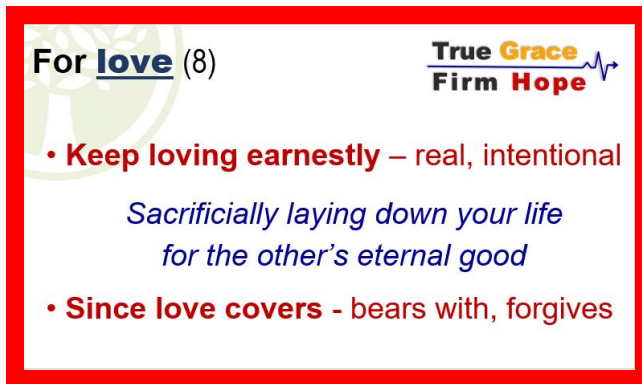 For love (8)
True Grace
Firm Hope
• Keep loving earnestly – real, intentional
Sacrificially laying down your life
for the other’s eternal good
• Since love covers - bears with, forgives